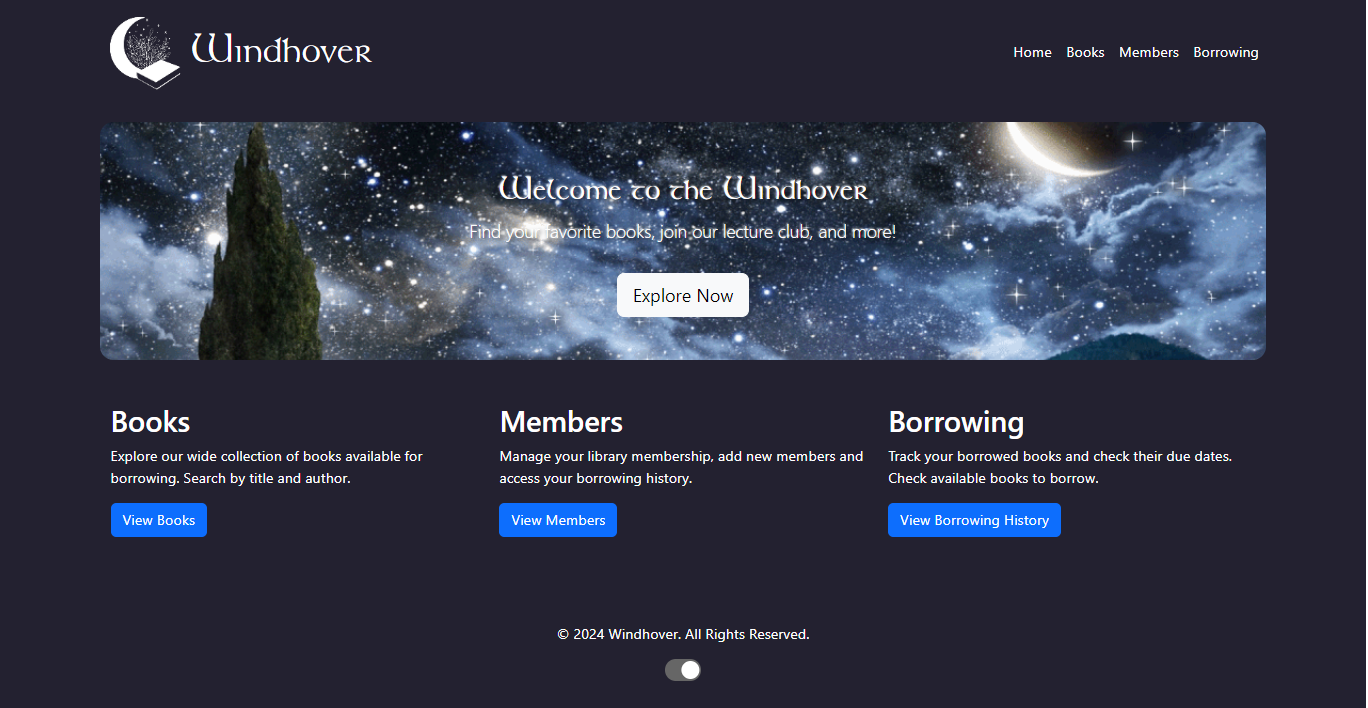 Windhover
Home Books Members Borrowing
Welcome to the Windhover
Find your favorite books, join our lecture club, and more!
Explore Now
Books
Explore our wide collection of books available for
borrowing. Search by title and author.
View Books
Members
Manage your library membership, add new members and
access your borrowing history.
View Members
Borrowing
Track your borrowed books and check their due dates.
Check available books to borrow.
View Borrowing History
© 2024 Windhover. All Rights Reserved.